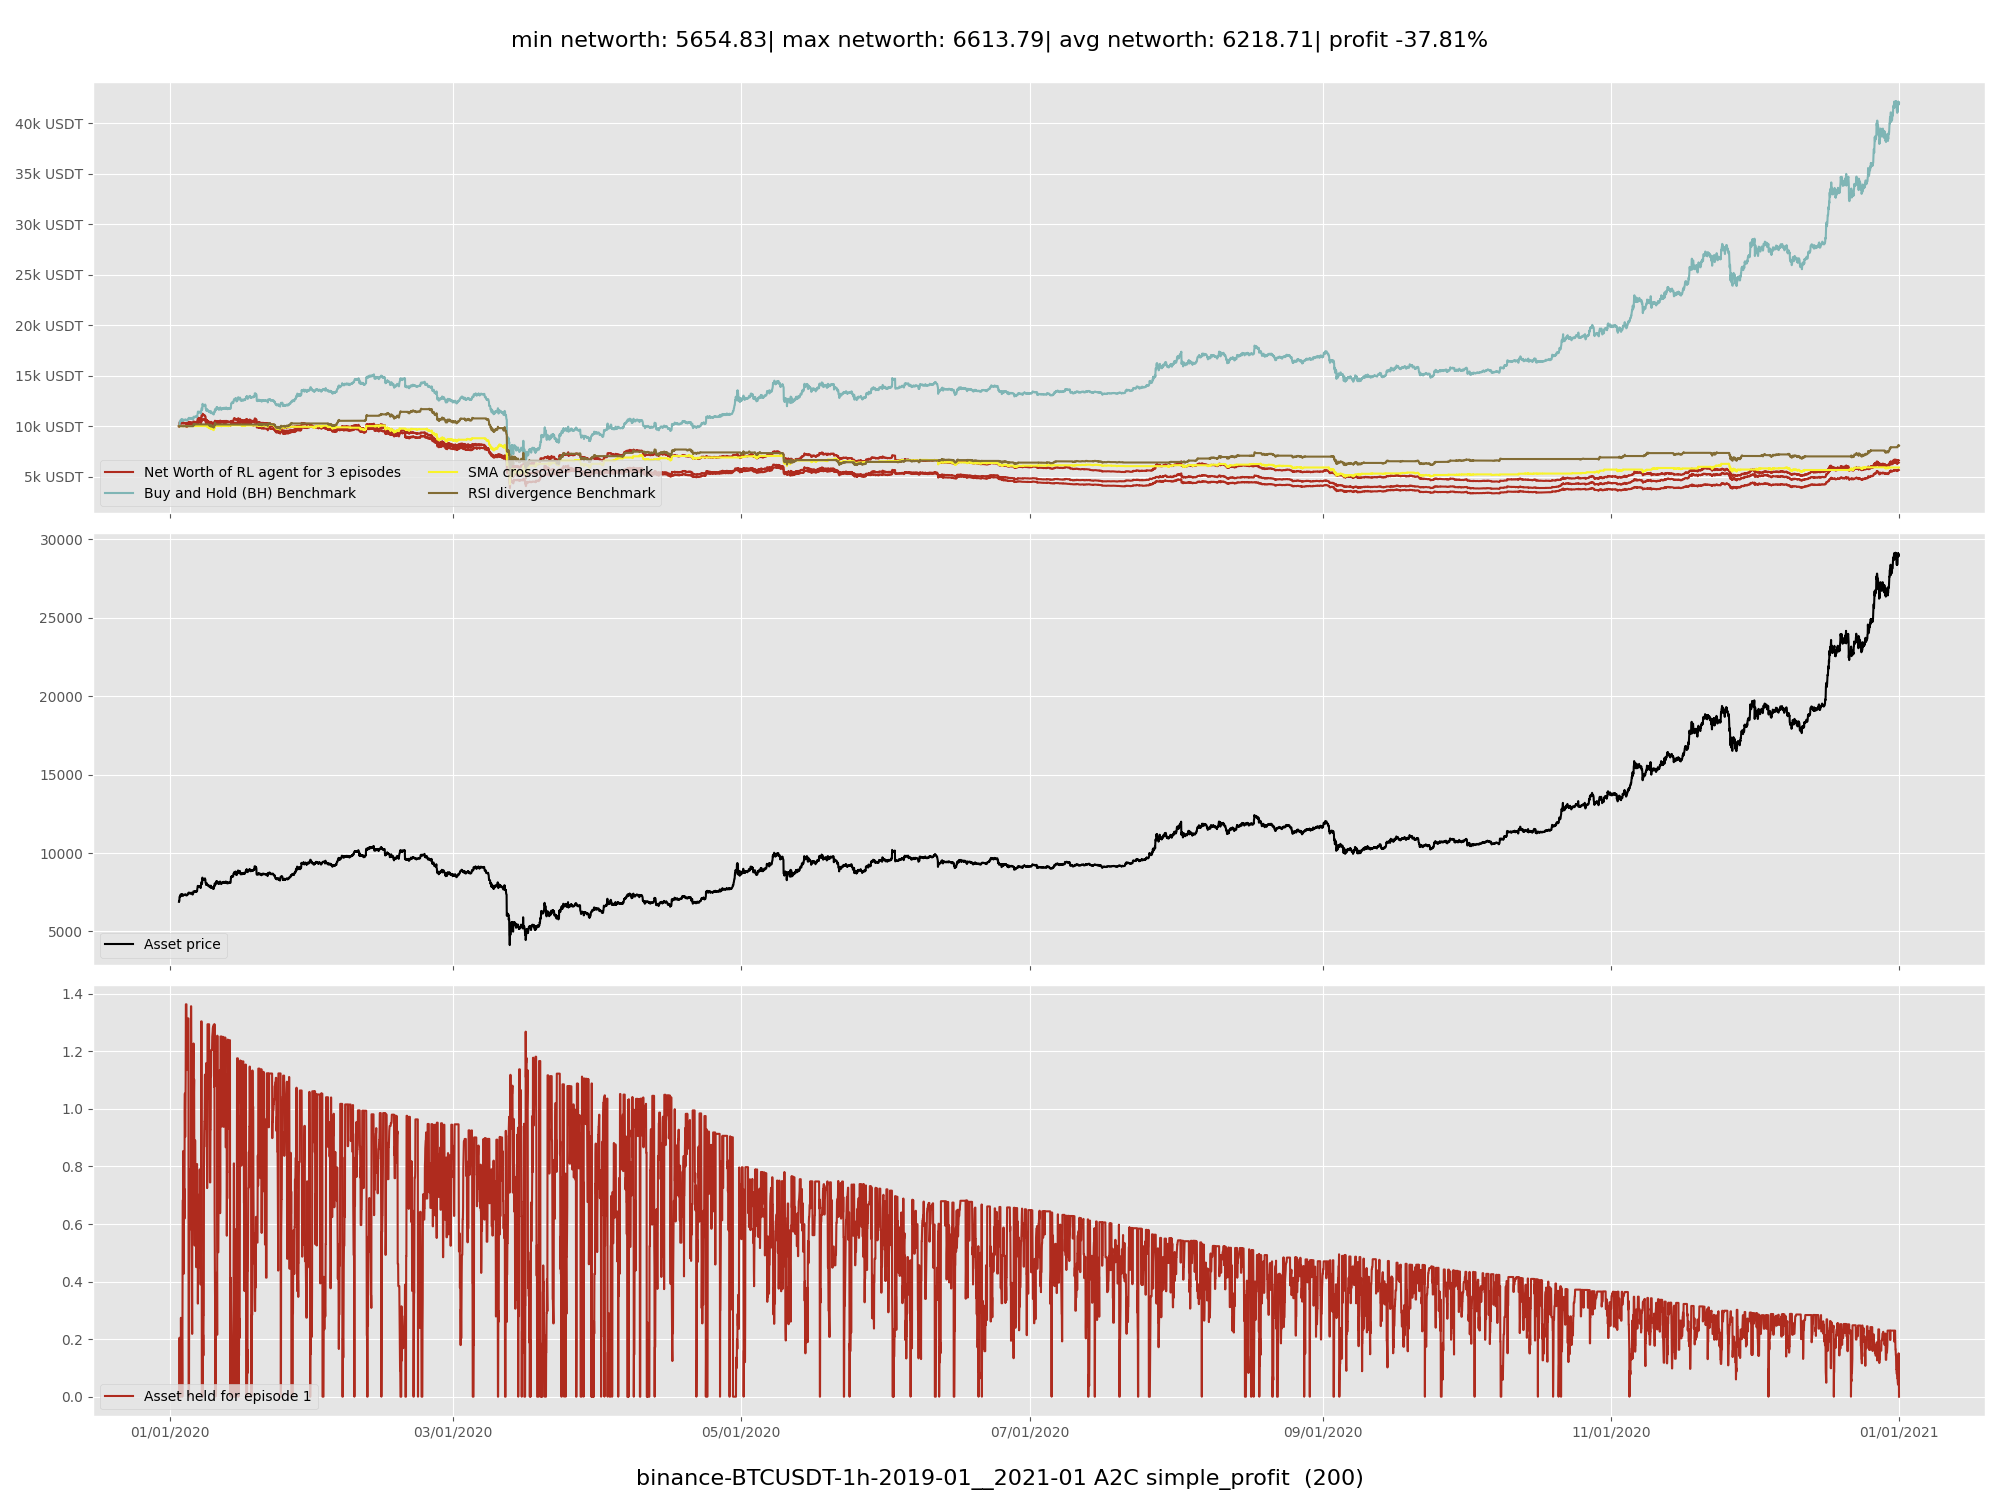 min networth: 5654.83| max networth: 6613.79| avg networth: 6218.71| profit -37.81%
40k USDT
35k USDT
30k USDT
25k USDT
20k USDT
15k USDT
10k USDT
5k USDT
Net Worth of RL agent for 3 episodes
Buy and Hold (BH) Benchmark
SMA crossover Benchmark
RSI divergence Benchmark
30000
25000
20000
15000
10000
5000
Asset price
1.4
1.2
1.0
0.8
0.6
0.4
0.2
0.0
Asset held for episode 1
01/01/2020 03/01/2020 05/01/2020 07/01/2020 09/01/2020 11/01/2020 01/01/2021
binance-BTCUSDT-1h-2019-01__2021-01 A2C simple_profit (200)